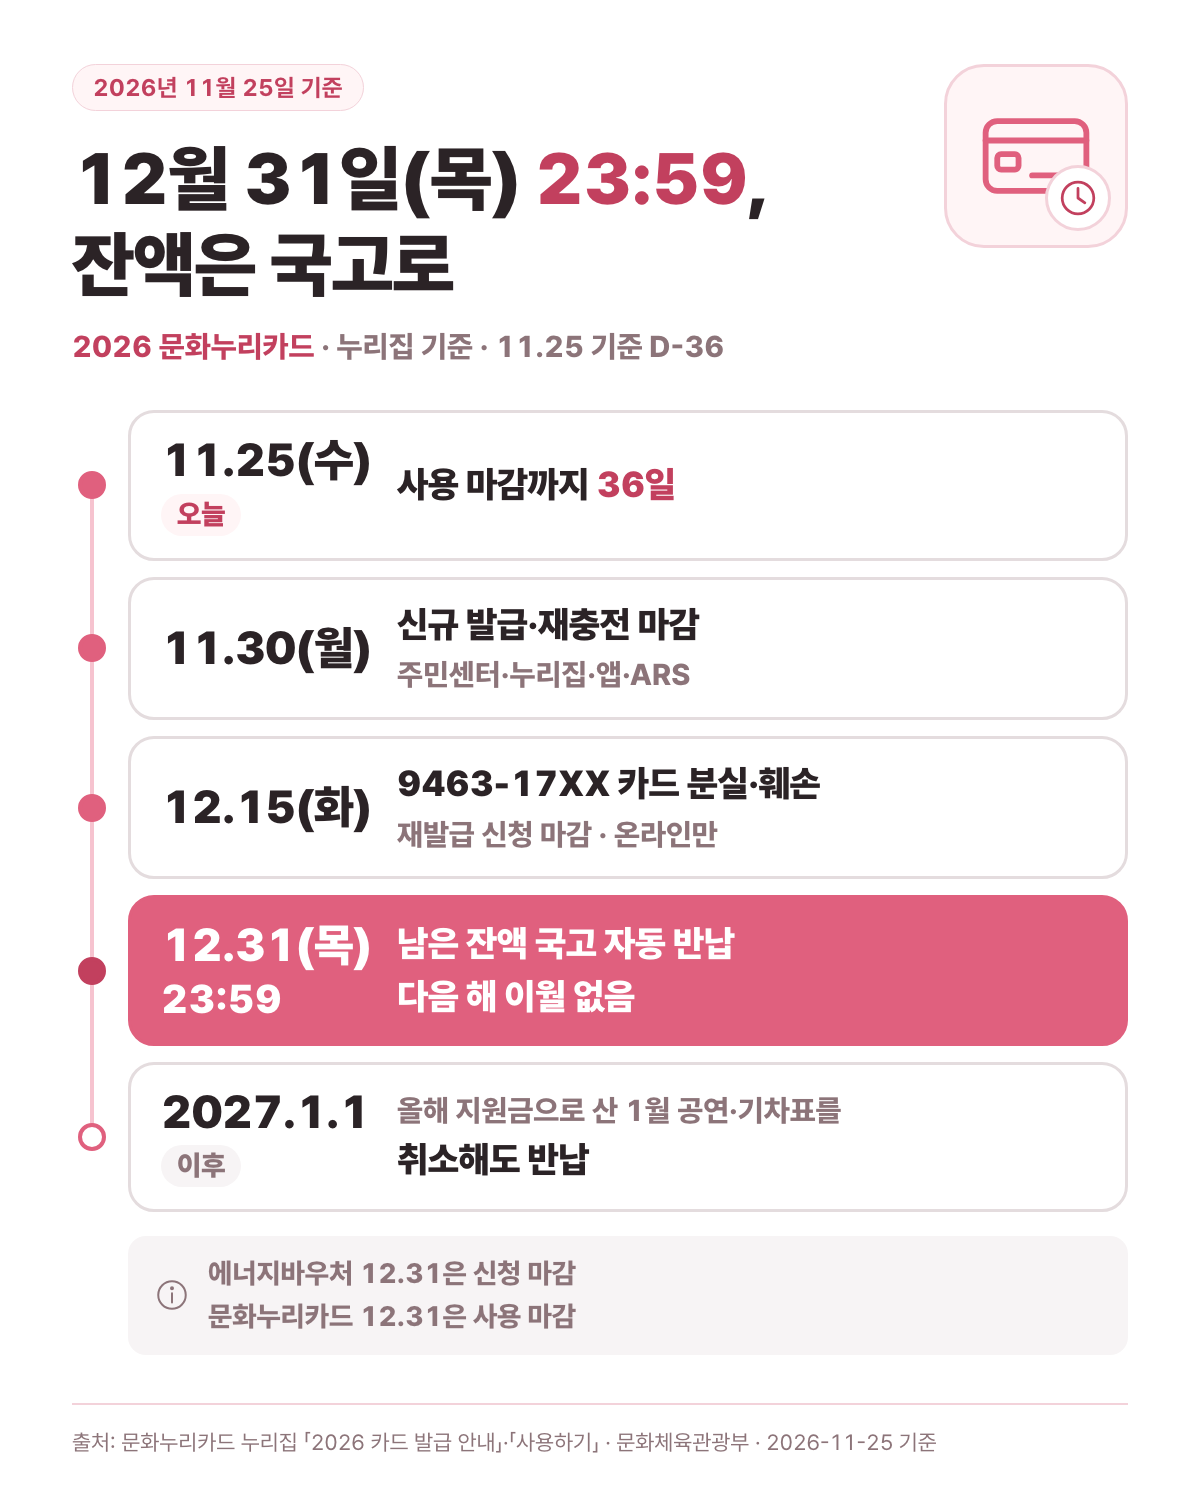 2026년 11월 25일 기준
12월 31일(목) 23:59,
잔액은 국고로
2026 문화누리카드 · 누리집 기준 · 11.25 기준 D-36
11.25(수)
오늘
사용 마감까지 36일
11.30(월)
신규 발급·재충전 마감
주민센터·누리집·앱·ARS
12.15(화)
9463-17XX 카드 분실·훼손
재발급 신청 마감 · 온라인만
12.31(목)
23:59
남은 잔액 국고 자동 반납
다음 해 이월 없음
2027.1.1
이후
올해 지원금으로 산 1월 공연·기차표를
취소해도 반납
에너지바우처 12.31은 신청 마감
문화누리카드 12.31은 사용 마감
출처: 문화누리카드 누리집 「2026 카드 발급 안내」·「사용하기」 · 문화체육관광부 · 2026-11-25 기준